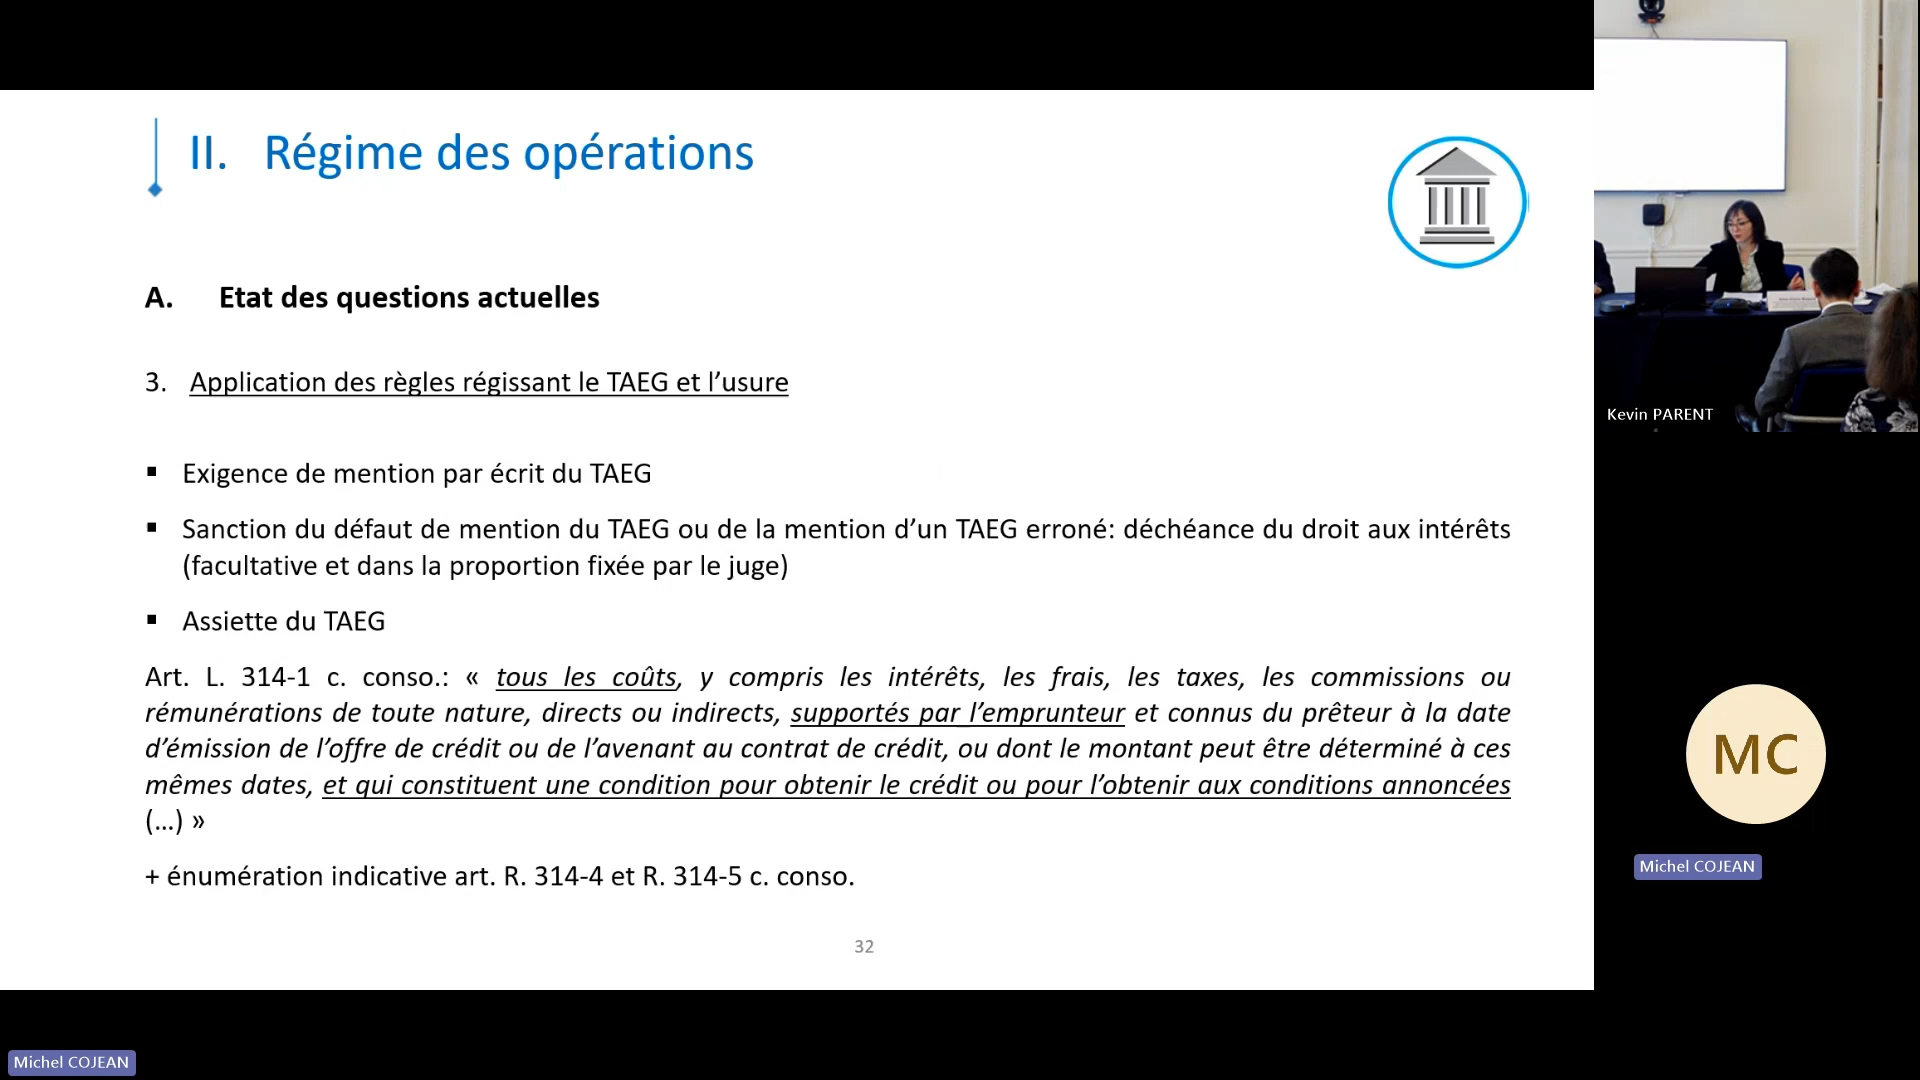 II. Régime des opérations
A. Etat des questions actuelles
3. Application des règles régissant le TAEG et l’usure
▪ Exigence de mention par écrit du TAEG
▪ Sanction du défaut de mention du TAEG ou de la mention d’un TAEG erroné: déchéance du droit aux intérêts
(facultative et dans la proportion fixée par le juge)
▪ Assiette du TAEG
Art. L. 314-1 c. conso.: « tous les coûts, y compris les intérêts, les frais, les taxes, les commissions ou
rémunérations de toute nature, directs ou indirects, supportés par l’emprunteur et connus du prêteur à la date
d’émission de l’offre de crédit ou de l’avenant au contrat de crédit, ou dont le montant peut être déterminé à ces
mêmes dates, et qui constituent une condition pour obtenir le crédit ou pour l’obtenir aux conditions annoncées
(…) »
+ énumération indicative art. R. 314-4 et R. 314-5 c. conso.
32
Kevin PARENT
MC
Michel COJEAN
Michel COJEAN